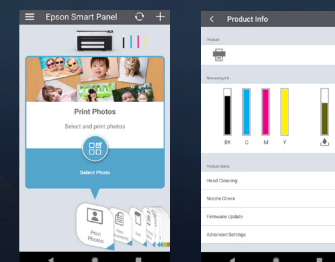 Epson Smart Panel
Print Photos
Select and print photos
Select Photo
Print
Photos
Product Info
Product
Remaining Ink
BK C M Y
Product Menu
Head Cleaning
Nozzle Check
Firmware Update
Advanced Settings